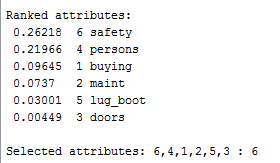 Ranked attributes:
0.26218 6 safety
0.21966 4 persons
0.09645 1 buying
0.0737 2 maint
0.03001 5 lug_boot
0.00449 3 doors
Selected attributes: 6,4,1,2,5,3 : 6